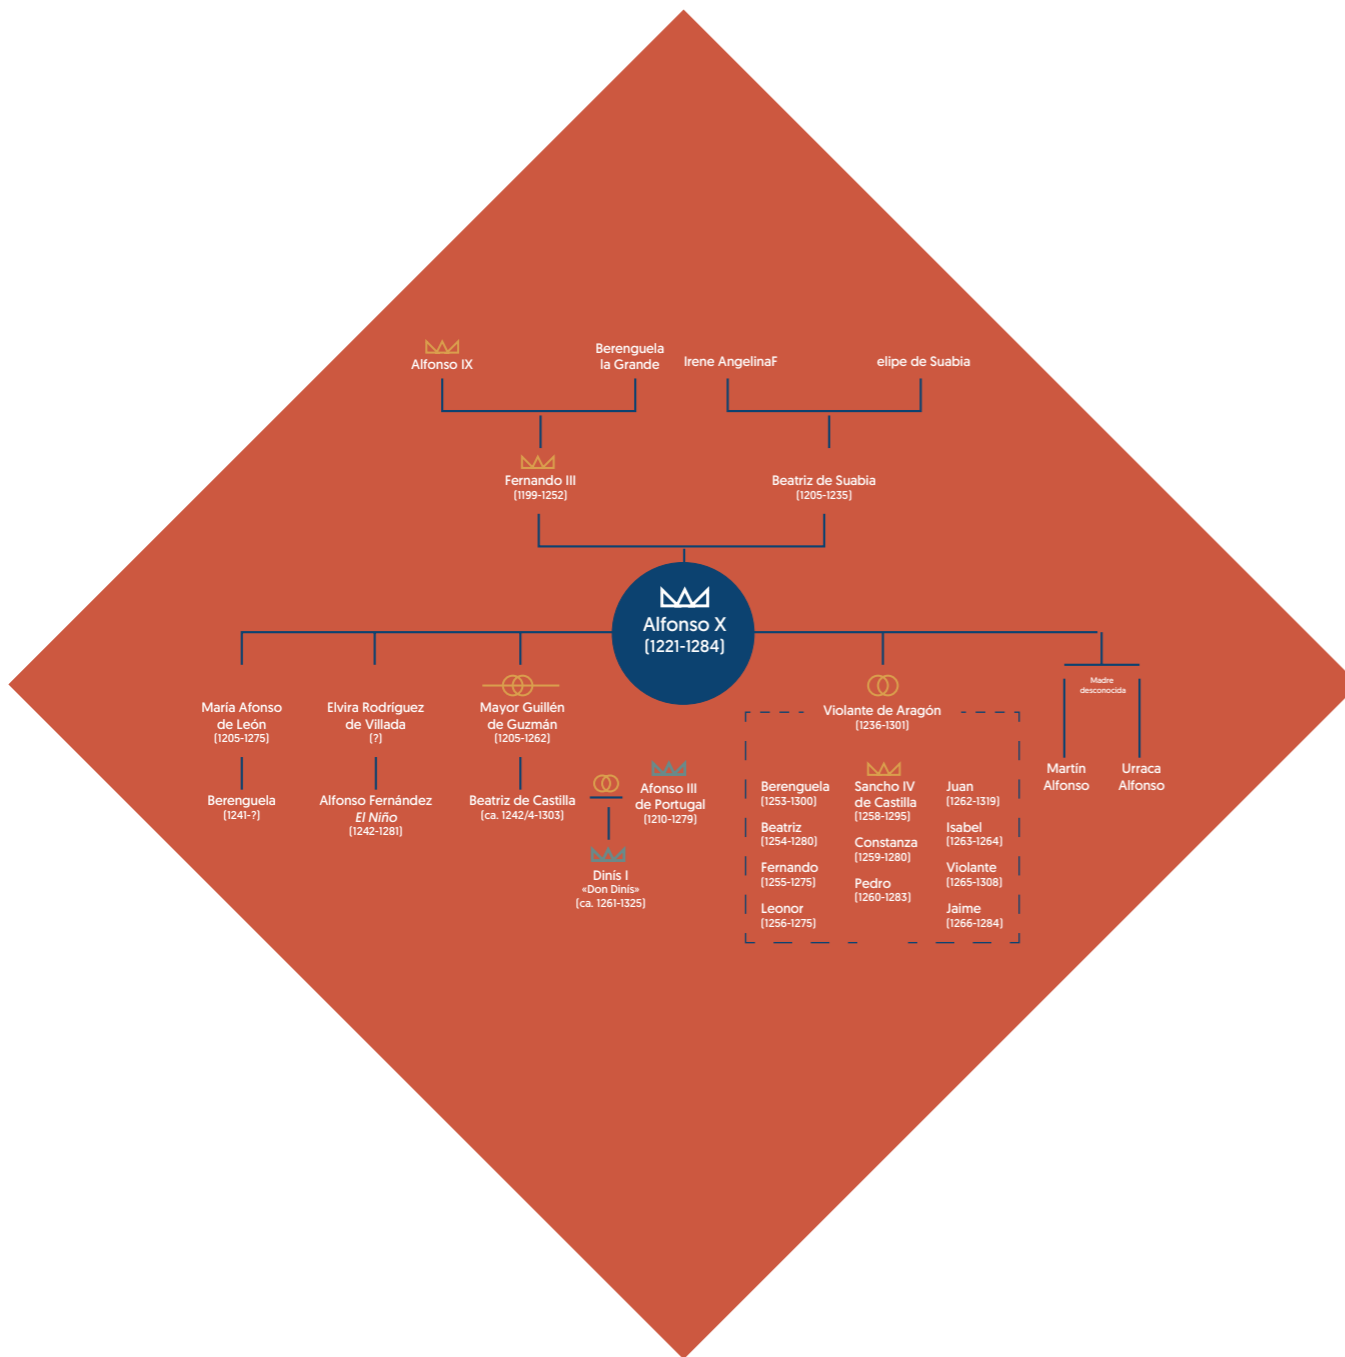 Alfonso IX
Berenguela
la Grande
Irene AngelinaF
elipe de Suabia
Fernando III
(1199-1252)
Beatriz de Suabia
(1205-1235)
Alfonso X
(1221-1284)
María Afonso
de León
(1205-1275)
Elvira Rodríguez
de Villada
(?)
Mayor Guillén
de Guzmán
(1205-1262)
Violante de Aragón
(1236-1301)
Madre
desconocida
Berenguela
(1241-?)
Alfonso Fernández
El Niño
(1242-1281)
Beatriz de Castilla
(ca. 1242/4-1303)
Afonso III
de Portugal
(1210-1279)
Dinís I
«Don Dinís»
(ca. 1261-1325)
Berenguela
(1253-1300)
Beatriz
(1254-1280)
Fernando
(1255-1275)
Leonor
(1256-1275)
Sancho IV
de Castilla
(1258-1295)
Constanza
(1259-1280)
Pedro
(1260-1283)
Juan
(1262-1319)
Isabel
(1263-1264)
Violante
(1265-1308)
Jaime
(1266-1284)
Martín
Alfonso
Urraca
Alfonso